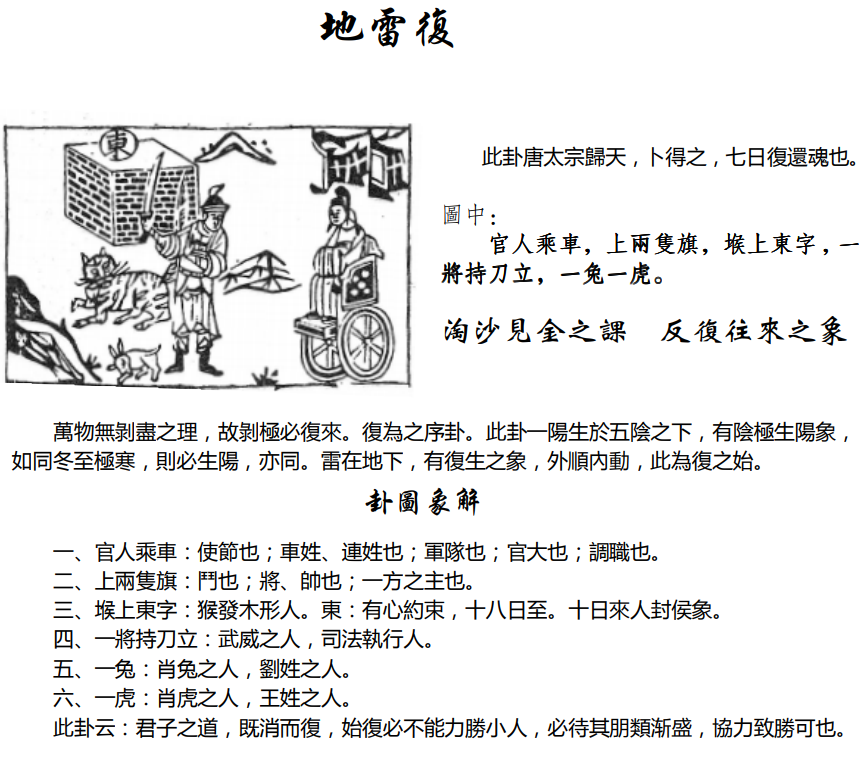 地雷復
東
此卦唐太宗歸天，卜得之，七日復還魂也。
圖中：
官人乘車，上兩隻旗，堠上東字，一
將持刀立，一兔一虎。
淘沙見金之課　反復往來之象
萬物無剝盡之理，故剝極必復來。復為之序卦。此卦一陽生於五陰之下，有陰極生陽象，
如同冬至極寒，則必生陽，亦同。雷在地下，有復生之象，外順內動，此為復之始。
卦圖象解
一、官人乘車：使節也；車姓、連姓也；軍隊也；官大也；調職也。
二、上兩隻旗：鬥也；將、帥也；一方之主也。
三、堠上東字：猴發木形人。東：有心約束，十八日至。十日來人封侯象。
四、一將持刀立：武威之人，司法執行人。
五、一兔：肖兔之人，劉姓之人。
六、一虎：肖虎之人，王姓之人。
此卦云：君子之道，既消而復，始復必不能力勝小人，必待其朋類渐盛，協力致勝可也。